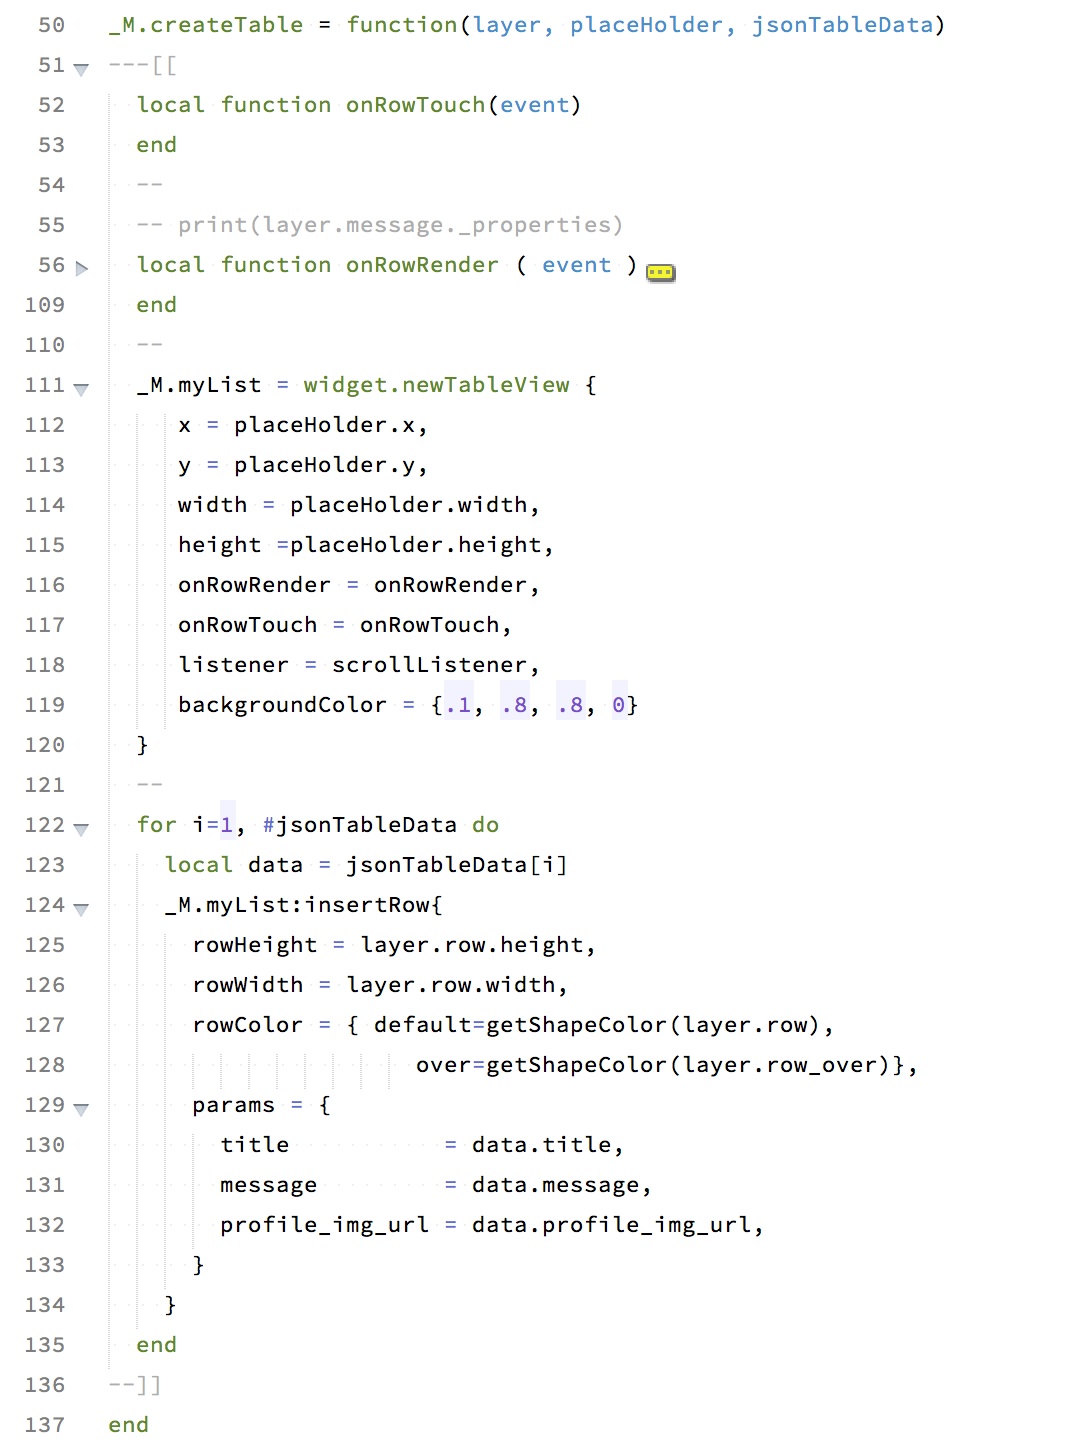 50 _M.createTable = function(layer, placeHolder, jsonTableData)
51 ---[[
52 local function onRowTouch(event)
53 end
54 --
55 -- print(layer.message._properties)
56 local function onRowRender ( event )
109 end
110 --
111 _M.myList = widget.newTableView {
112 x = placeHolder.x,
113 y = placeHolder.y,
114 width = placeHolder.width,
115 height =placeHolder.height,
116 onRowRender = onRowRender,
117 onRowTouch = onRowTouch,
118 listener = scrollListener,
119 backgroundColor = {.1, .8, .8, 0}
120 }
121 --
122 for i=1, #jsonTableData do
123 local data = jsonTableData[i]
124 _M.myList:insertRow{
125 rowHeight = layer.row.height,
126 rowWidth = layer.row.width,
127 rowColor = { default=getShapeColor(layer.row),
128 over=getShapeColor(layer.row_over)},
129 params = {
130 title = data.title,
131 message = data.message,
132 profile_img_url = data.profile_img_url,
133 }
134 }
135 end
136 --]]
137 end